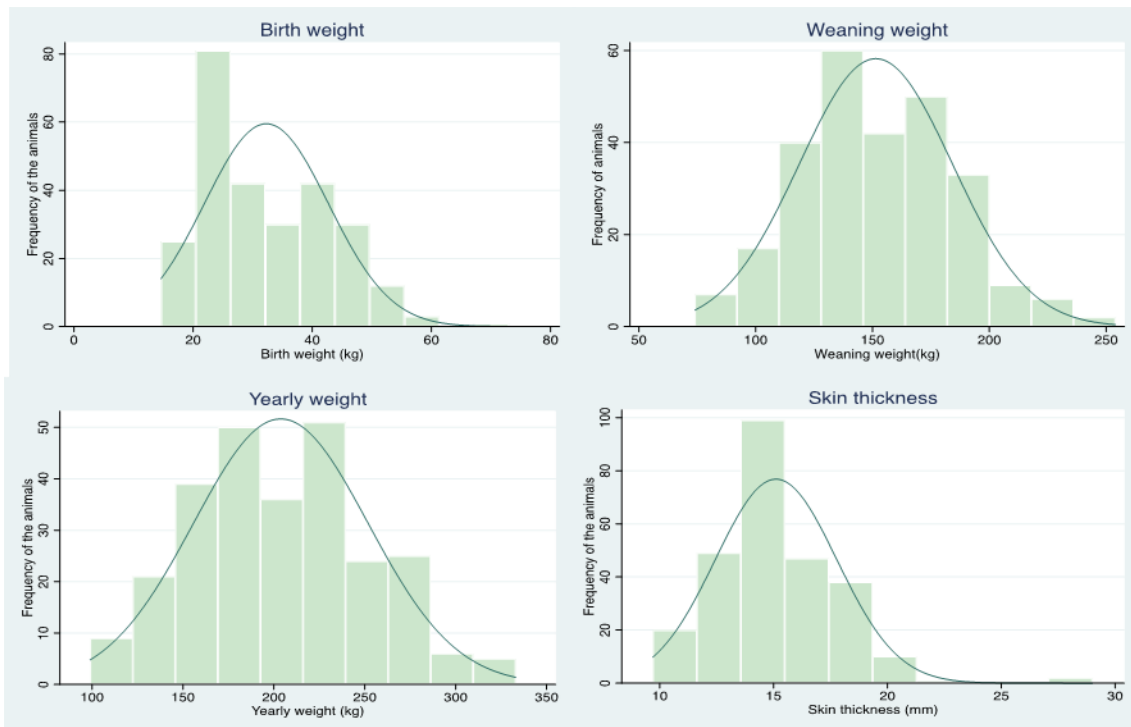 Birth weight
Frequency of the animals
80
60
40
20
0
0 20 40 60 80
Birth weight (kg)
Weaning weight
Frequency of animals
60
40
20
0
50 100 150 200 250
Weaning weight(kg)
Yearly weight
Frequency of the animals
50
40
30
20
10
0
100 150 200 250 300 350
Yearly weight (kg)
Skin thickness
Frequency of the animals
100
80
60
40
20
0
10 15 20 25 30
Skin thickness (mm)